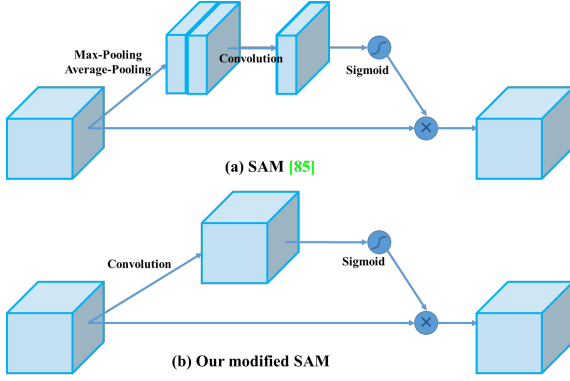 Max-Pooling
Average-Pooling
Convolution
Sigmoid
(a) SAM [85]
Convolution
Sigmoid
(b) Our modified SAM